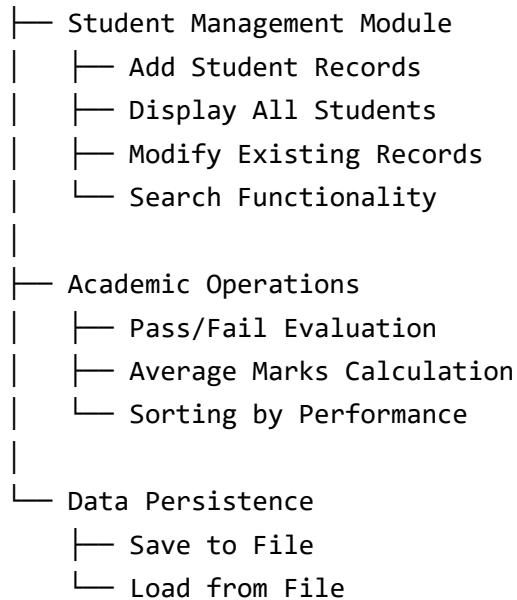 ├── Student Management Module
│   ├── Add Student Records
│   ├── Display All Students
│   ├── Modify Existing Records
│   └── Search Functionality
│
├── Academic Operations
│   ├── Pass/Fail Evaluation
│   ├── Average Marks Calculation
│   └── Sorting by Performance
│
└── Data Persistence
    ├── Save to File
    └── Load from File